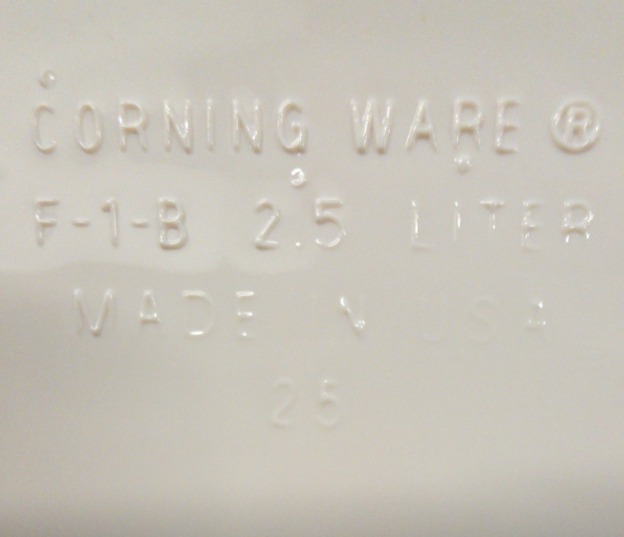 CORNING WARE ®
F-1-B 2.5 LITER
MADE IN USA
25